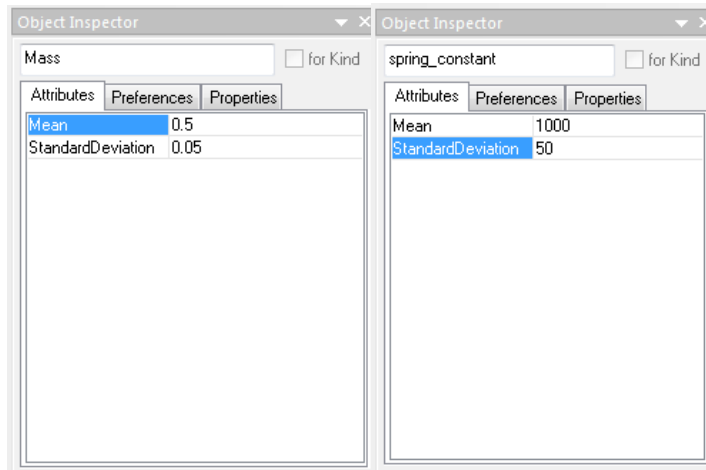 Object Inspector
Mass
for Kind
Attributes Preferences Properties
Mean 0.5
StandardDeviation 0.05
Object Inspector
spring_constant
for Kind
Attributes Preferences Properties
Mean 1000
StandardDeviation 50